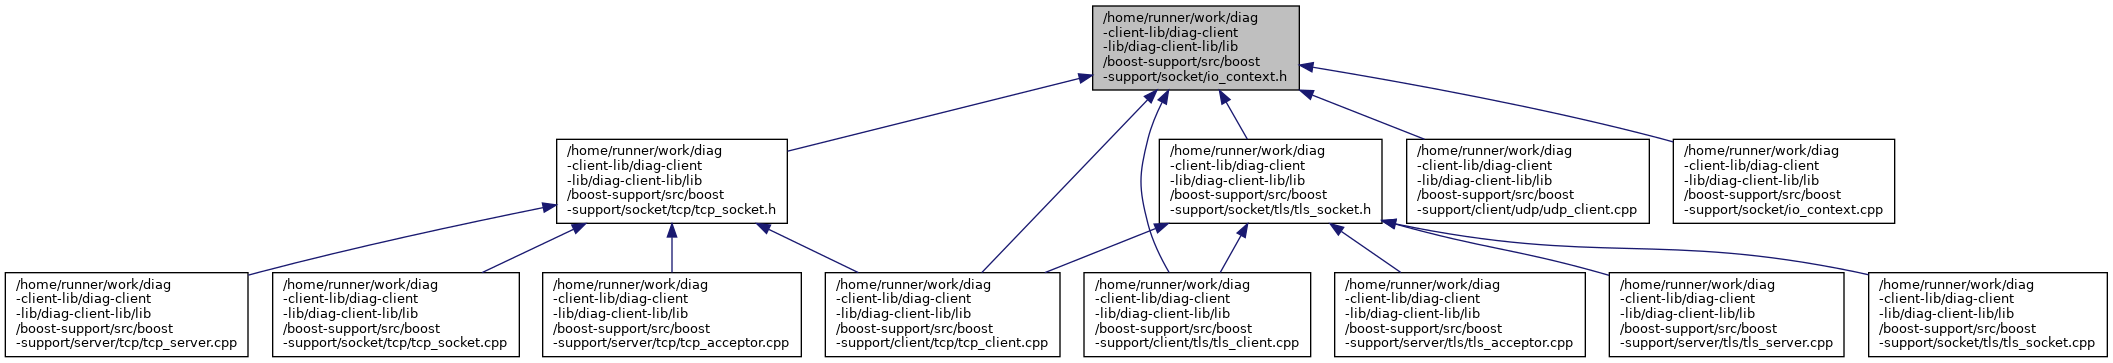 /home/runner/work/diag
-client-lib/diag-client
-lib/diag-client-lib/lib
/boost-support/src/boost
-support/socket/io_context.h
/home/runner/work/diag
-client-lib/diag-client
-lib/diag-client-lib/lib
/boost-support/src/boost
-support/socket/tcp/tcp_socket.h
/home/runner/work/diag
-client-lib/diag-client
-lib/diag-client-lib/lib
/boost-support/src/boost
-support/socket/tls/tls_socket.h
/home/runner/work/diag
-client-lib/diag-client
-lib/diag-client-lib/lib
/boost-support/src/boost
-support/client/udp/udp_client.cpp
/home/runner/work/diag
-client-lib/diag-client
-lib/diag-client-lib/lib
/boost-support/src/boost
-support/socket/io_context.cpp
/home/runner/work/diag
-client-lib/diag-client
-lib/diag-client-lib/lib
/boost-support/src/boost
-support/server/tcp/tcp_server.cpp
/home/runner/work/diag
-client-lib/diag-client
-lib/diag-client-lib/lib
/boost-support/src/boost
-support/socket/tcp/tcp_socket.cpp
/home/runner/work/diag
-client-lib/diag-client
-lib/diag-client-lib/lib
/boost-support/src/boost
-support/server/tcp/tcp_acceptor.cpp
/home/runner/work/diag
-client-lib/diag-client
-lib/diag-client-lib/lib
/boost-support/src/boost
-support/client/tcp/tcp_client.cpp
/home/runner/work/diag
-client-lib/diag-client
-lib/diag-client-lib/lib
/boost-support/src/boost
-support/client/tls/tls_client.cpp
/home/runner/work/diag
-client-lib/diag-client
-lib/diag-client-lib/lib
/boost-support/src/boost
-support/server/tls/tls_acceptor.cpp
/home/runner/work/diag
-client-lib/diag-client
-lib/diag-client-lib/lib
/boost-support/src/boost
-support/server/tls/tls_server.cpp
/home/runner/work/diag
-client-lib/diag-client
-lib/diag-client-lib/lib
/boost-support/src/boost
-support/socket/tls/tls_socket.cpp